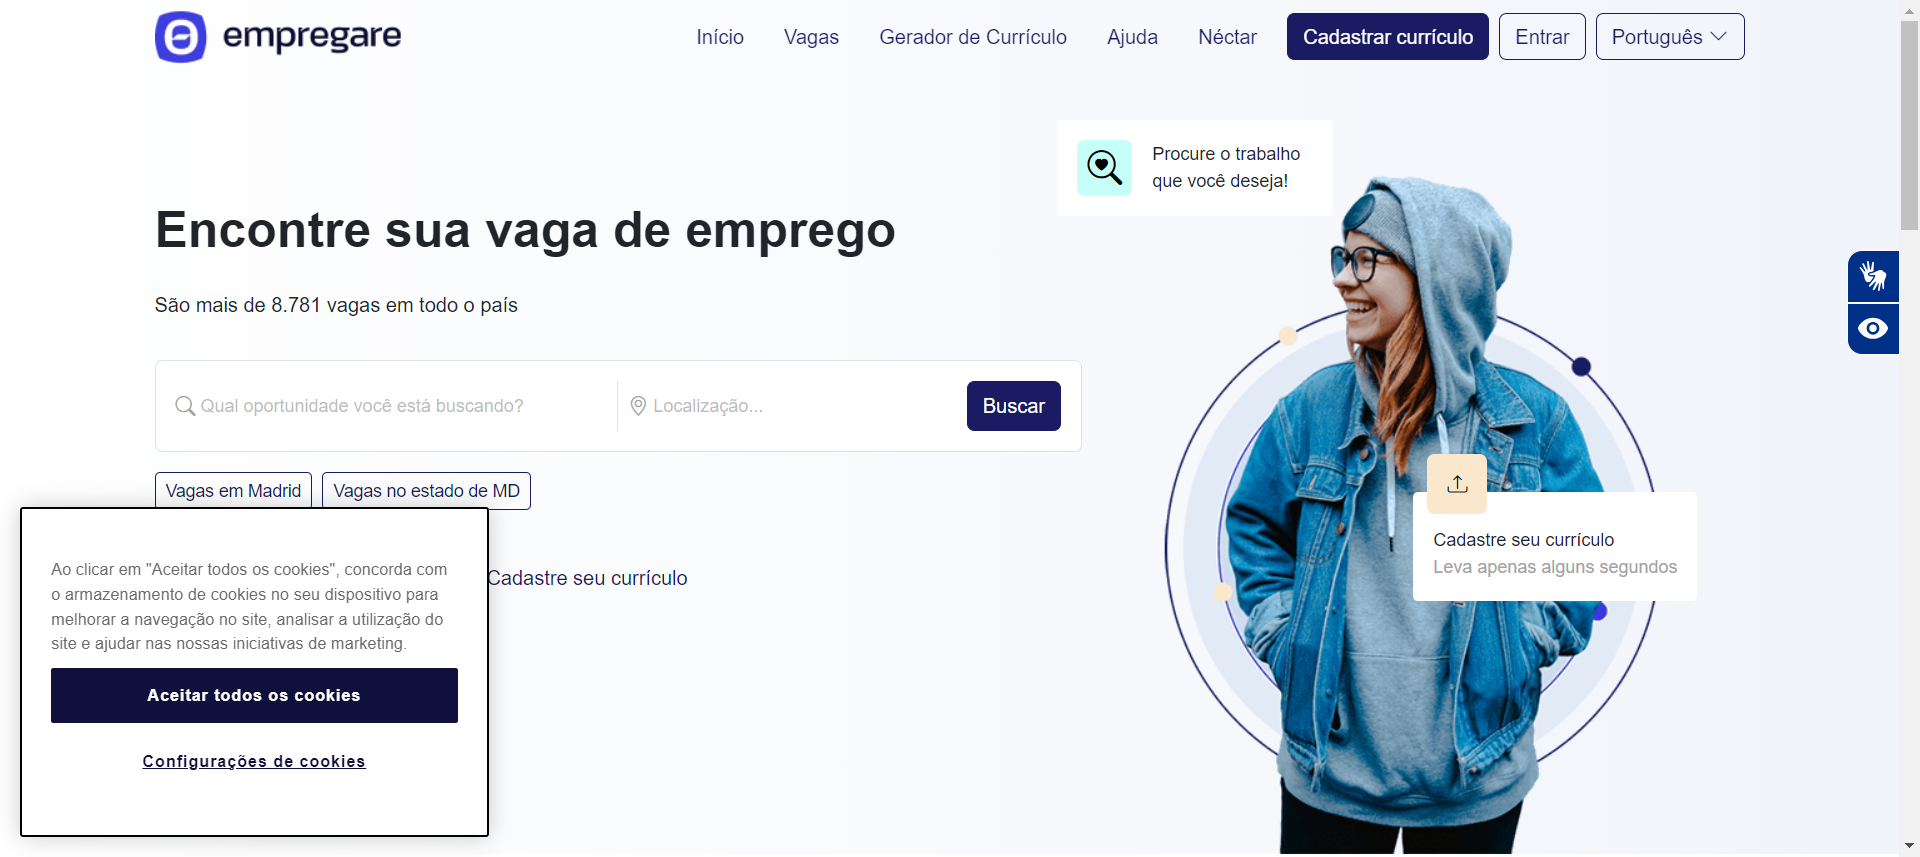 empregare
Início
Vagas
Gerador de Currículo
Ajuda
Néctar
Cadastrar currículo
Entrar
Português
Procure o trabalho
que você deseja!
Encontre sua vaga de emprego
São mais de 8.781 vagas em todo o país
Qual oportunidade você está buscando?
Localização...
Buscar
Vagas em Madrid
Vagas no estado de MD
Cadastre seu currículo
Cadastre seu currículo
Leva apenas alguns segundos
Ao clicar em "Aceitar todos os cookies", concorda com
o armazenamento de cookies no seu dispositivo para
melhorar a navegação no site, analisar a utilização do
site e ajudar nas nossas iniciativas de marketing.
Aceitar todos os cookies
Configurações de cookies